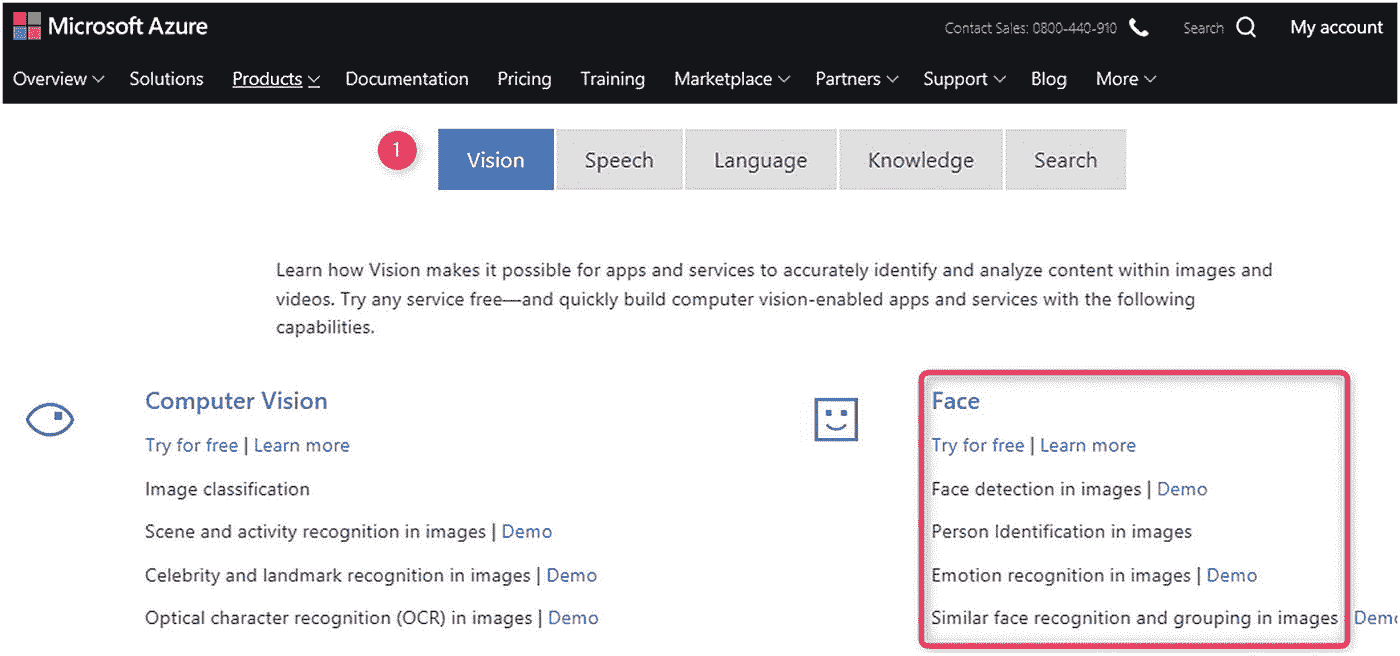 Microsoft Azure
Contact Sales: 0800-440-910
Search
My account
Overview
Solutions
Products
Documentation
Pricing
Training
Marketplace
Partners
Support
Blog
More
1
Vision
Speech
Language
Knowledge
Search
Learn how Vision makes it possible for apps and services to accurately identify and analyze content within images and
videos. Try any service free—and quickly build computer vision-enabled apps and services with the following
capabilities.
Computer Vision
Try for free | Learn more
Image classification
Scene and activity recognition in images | Demo
Celebrity and landmark recognition in images | Demo
Optical character recognition (OCR) in images | Demo
Face
Try for free | Learn more
Face detection in images | Demo
Person Identification in images
Emotion recognition in images | Demo
Similar face recognition and grouping in images